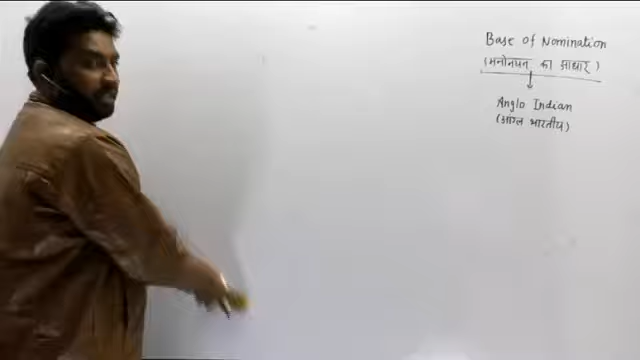 Base of Nomination
(मनोनयन का आधार)
Anglo Indian
(आंग्ल भारतीय)